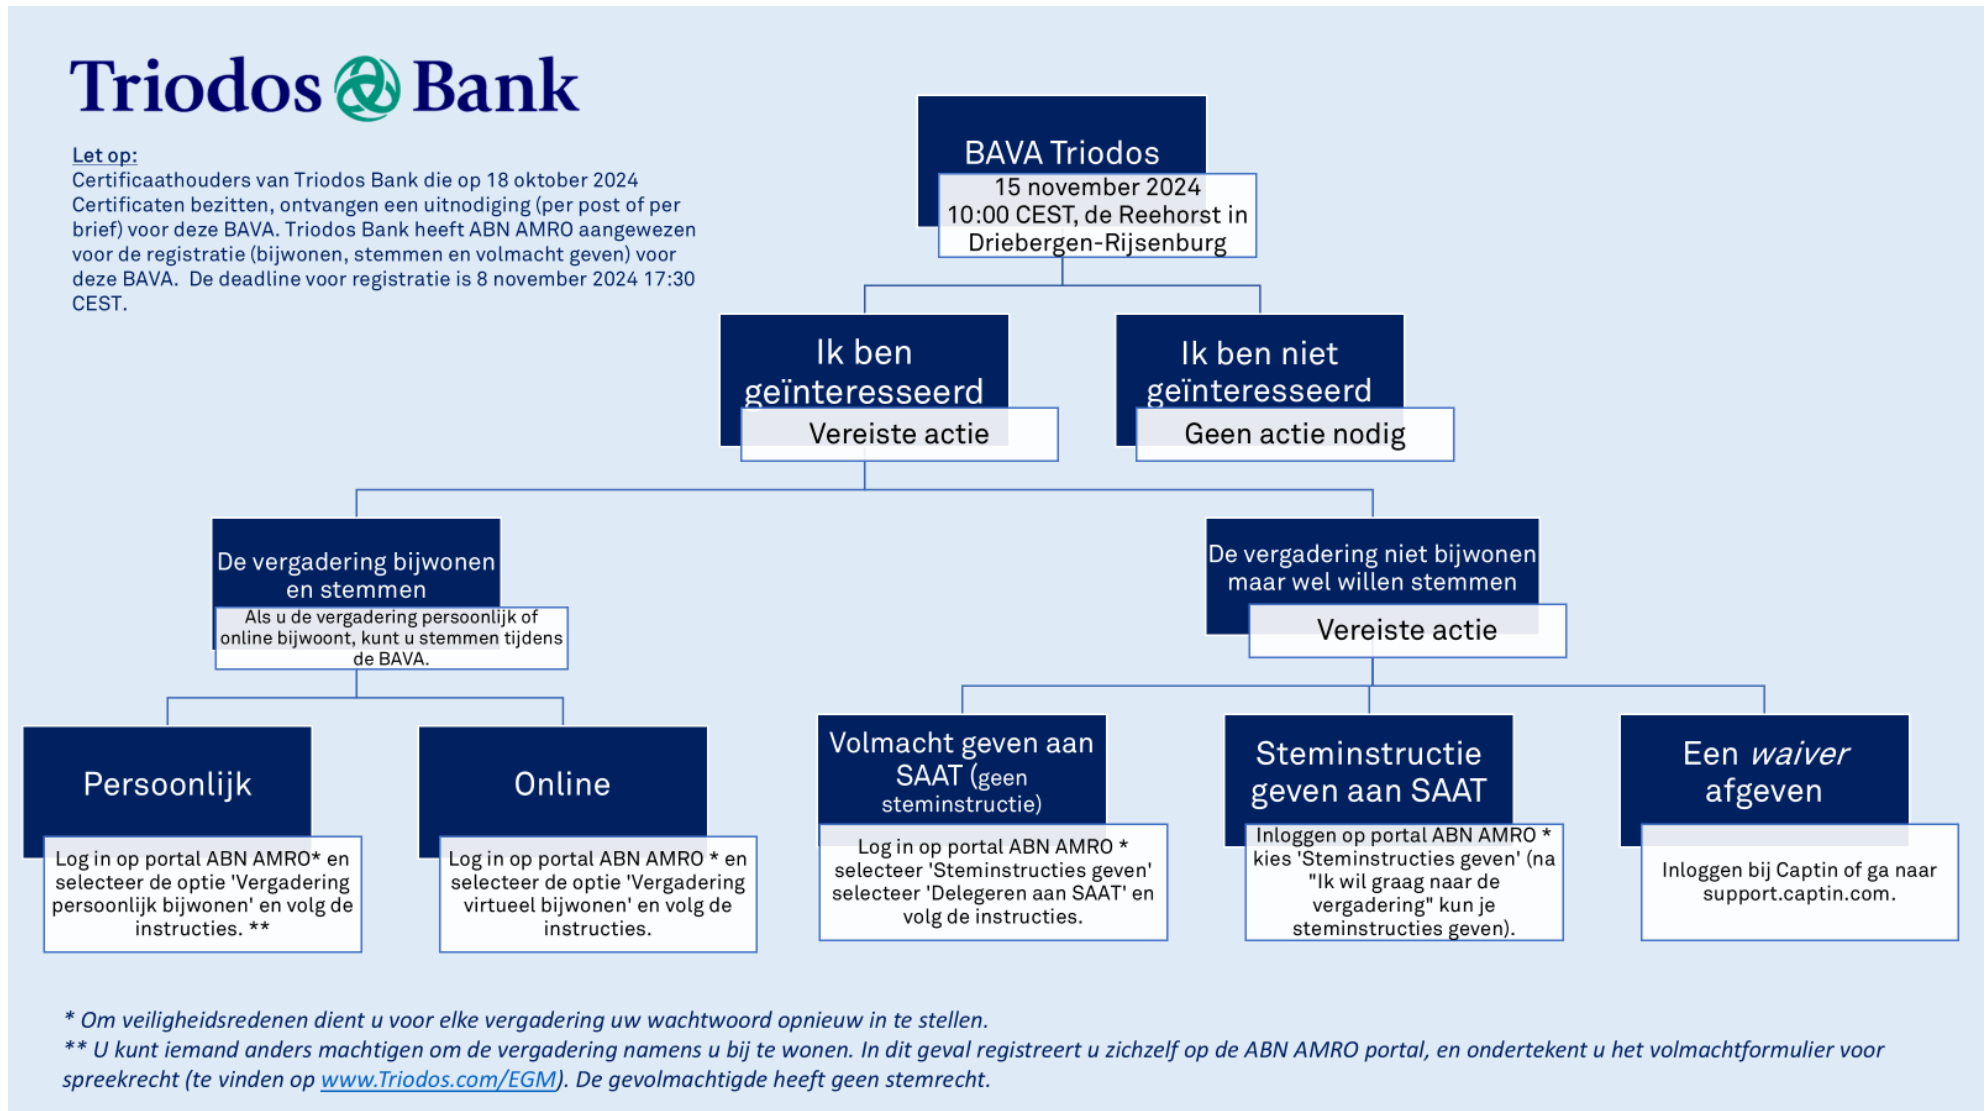 Triodos Bank
Let op:
Certificaathouders van Triodos Bank die op 18 oktober 2024
Certificaten bezitten, ontvangen een uitnodiging (per post of per
brief) voor deze BAVA. Triodos Bank heeft ABN AMRO aangewezen
voor de registratie (bijwonen, stemmen en volmacht geven) voor
deze BAVA. De deadline voor registratie is 8 november 2024 17:30
CEST.
BAVA Triodos
15 november 2024
10:00 CEST, de Reehorst in
Driebergen-Rijsenburg
Ik ben
geïnteresseerd
Vereiste actie
Ik ben niet
geïnteresseerd
Geen actie nodig
De vergadering bijwonen
en stemmen
Als u de vergadering persoonlijk of
online bijwoont, kunt u stemmen tijdens
de BAVA.
De vergadering niet bijwonen
maar wel willen stemmen
Vereiste actie
Persoonlijk
Log in op portal ABN AMRO* en
selecteer de optie 'Vergadering
persoonlijk bijwonen' en volg de
instructies. **
Online
Log in op portal ABN AMRO * en
selecteer de optie 'Vergadering
virtueel bijwonen' en volg de
instructies.
Volmacht geven aan
SAAT (geen
steminstructie)
Log in op portal ABN AMRO *
selecteer 'Steminstructies geven'
selecteer 'Delegeren aan SAAT' en
volg de instructies.
Steminstructie
geven aan SAAT
Inloggen op portal ABN AMRO *
kies 'Steminstructies geven' (na
"Ik wil graag naar de
vergadering" kun je
steminstructies geven).
Een waiver
afgeven
Inloggen bij Captin of ga naar
support.captin.com.
* Om veiligheidsredenen dient u voor elke vergadering uw wachtwoord opnieuw in te stellen.
** U kunt iemand anders machtigen om de vergadering namens u bij te wonen. In dit geval registreert u zichzelf op de ABN AMRO portal, en ondertekent u het volmachtformulier voor
spreekrecht (te vinden op www.Triodos.com/EGM). De gevolmachtigde heeft geen stemrecht.